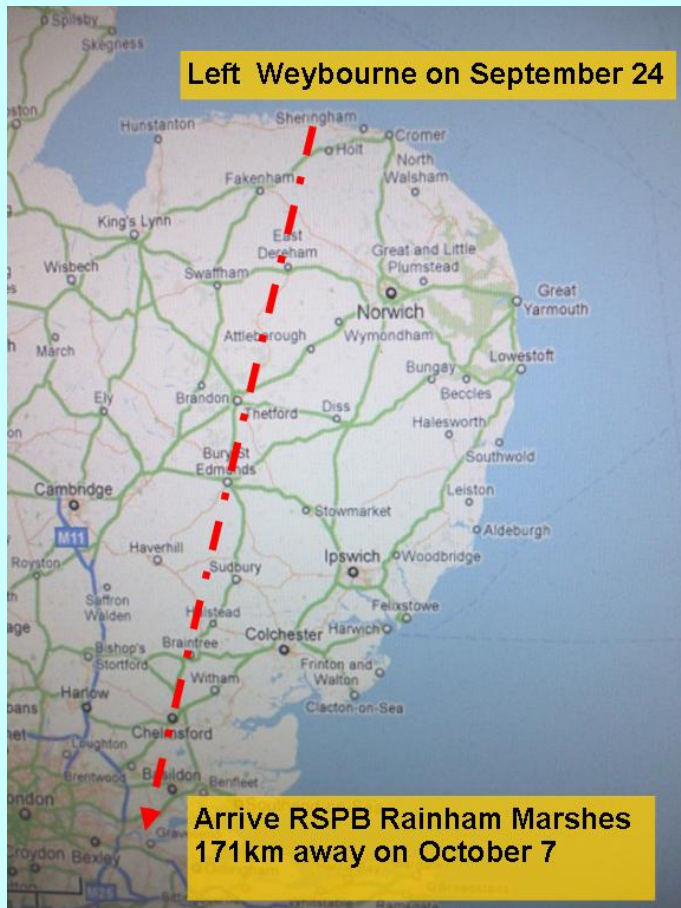 Spilsby
Skegness
Left Weybourne on September 24
Hunstanton
Sheringham
Cromer
Holt
North
Walsham
Fakenham
King's Lynn
East
Dereham
Great and Little
Plumstead
Wisbech
Swaffham
Norwich
Great
Yarmouth
Attleborough
Wymondham
March
Lowestoft
Bungay
Beccles
Ely
Brandon
Thetford
Diss
Halesworth
Southwold
Bury St
Edmunds
Cambridge
Stowmarket
Leiston
Aldeburgh
M11
Haverhill
Ipswich
Woodbridge
Royston
Sudbury
Saffron
Walden
Felixstowe
Halstead
Harwich
Colchester
Bishop's
Stortford
Braintree
Frinton and
Walton
Witham
Harlow
Clacton-on-Sea
Chelmsford
Loughton
Brentwood
Basildon
Benfleet
Arrive RSPB Rainham Marshes
171km away on October 7
Croydon
Bexley
M25